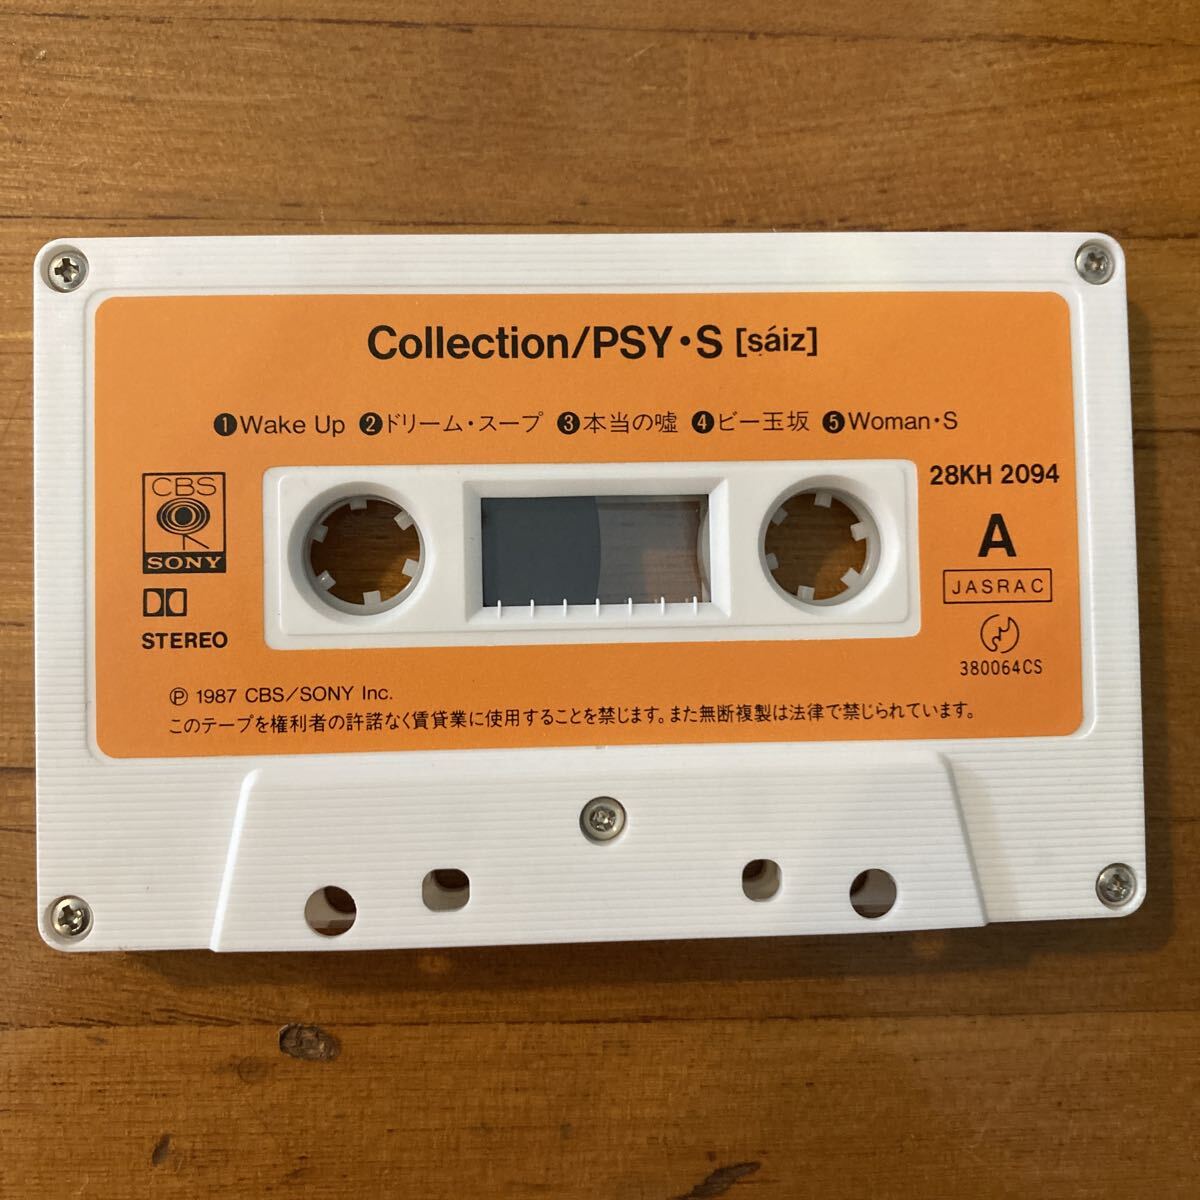 Collection/PSY・S [sáiz]
❶Wake Up ❷ドリーム・スープ ❸本当の嘘 ❹ビー玉坂 ❺Woman・S
CBS
SONY
STEREO
28KH 2094
A
JASRAC
380064CS
℗ 1987 CBS/SONY Inc.
このテープを権利者の許諾なく賃貸業に使用することを禁じます。また無断複製は法律で禁じられています。